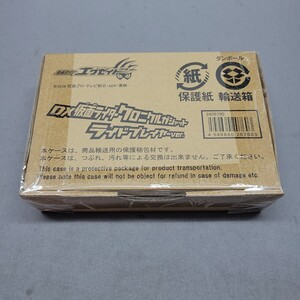 仮面ライダーエグゼイド
紙
ダンボール
保護紙
輸送箱
DX仮面ライダークロニクルガシャット
ライドプレイヤーver.
本ケースは、商品輸送用の保護梱包材です。
本ケースは、つぶれ、汚れ等による交換は出来ません。ご了承ください。
This case is a protective package for product transportation.
Please note this case will not be object for refund in case of damage etc.